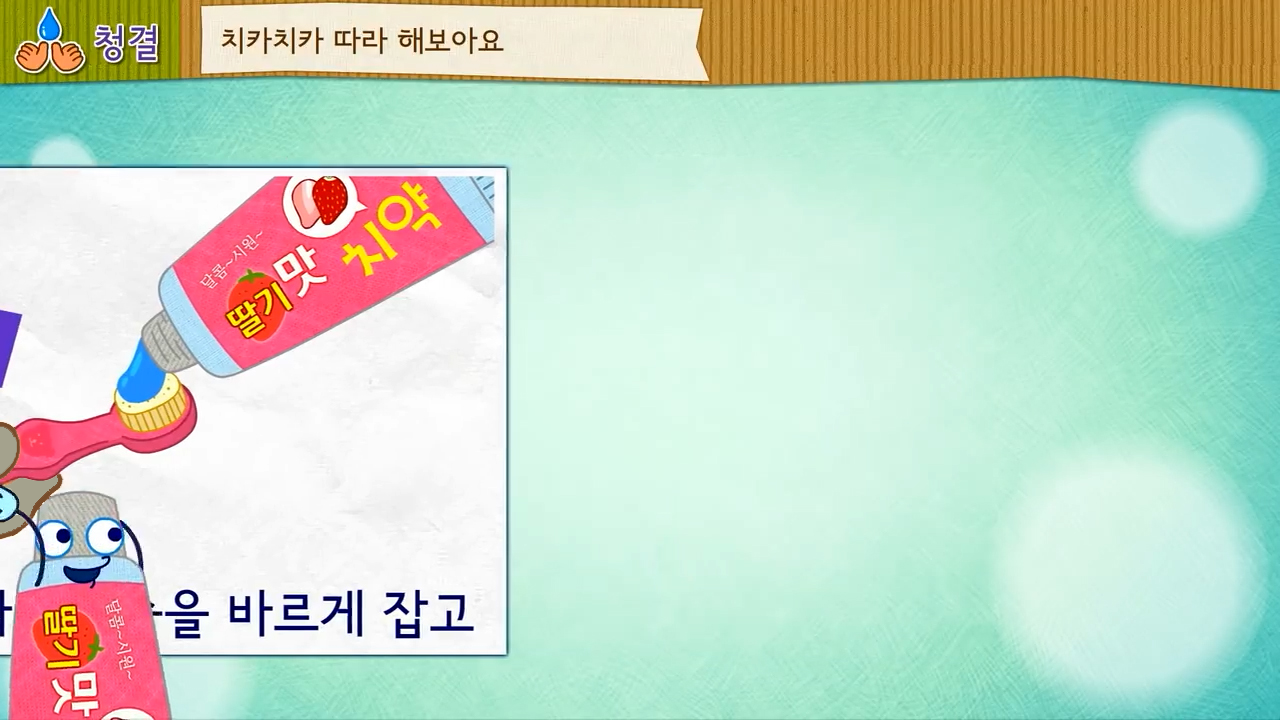 청결
치카치카 따라 해보아요
달콤~시원~
딸기맛 치약
을 바르게 잡고
달콤~시원~
딸기맛